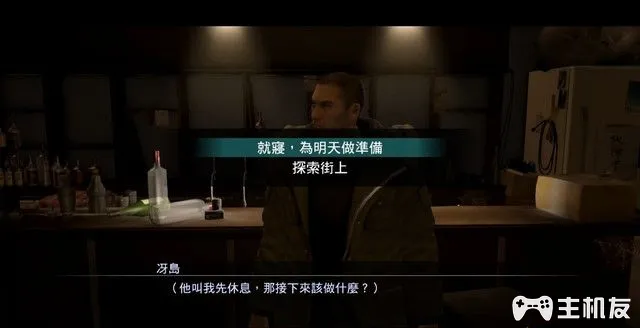 就寢，為明天做準備
探索街上
冴島
（他叫我先休息，那接下來該做什麼？）
主机友